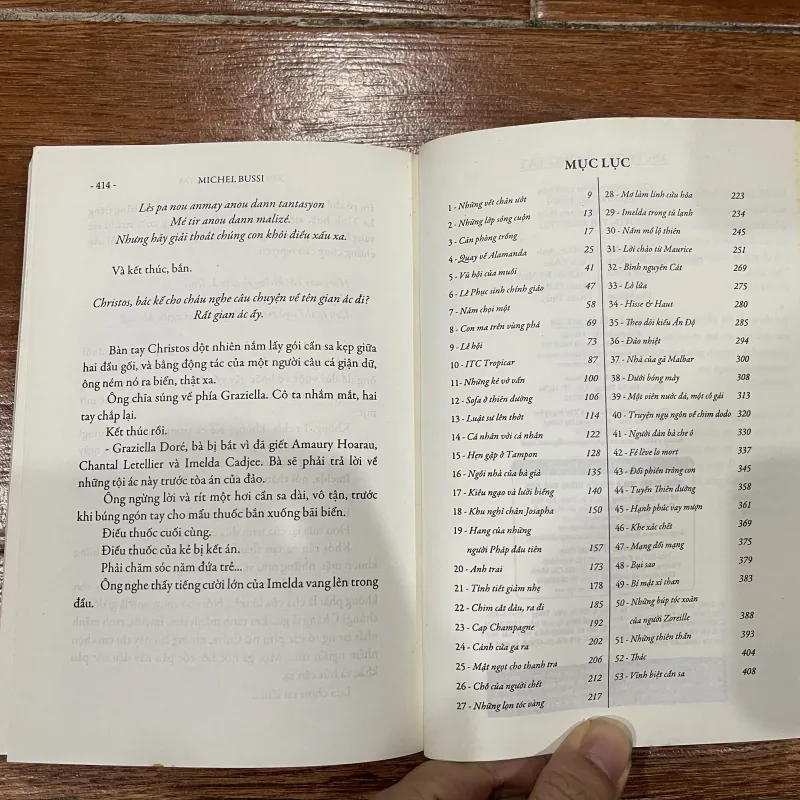 - 414 -
MICHEL BUSSI
Lès pa nou anmay anou dann tantasyon
Mé tir anou dann malizé.
Nhưng hãy giải thoát chúng con khỏi điều xấu xa.
Và kết thúc, bắn.
Christos, bác kể cho cháu nghe câu chuyện về tên gian ác đi?
Rất gian ác ấy.
Bàn tay Christos đột nhiên nắm lấy gói cần sa kẹp giữa
hai đầu gối, và bằng động tác của một người câu cá giận dữ,
ông ném nó ra biển, thật xa.
Ông chĩa súng về phía Graziella. Cô ta nhắm mắt, hai
tay chắp lại.
Kết thúc rồi.
- Graziella Doré, bà bị bắt vì đã giết Amaury Hoarau,
Chantal Letellier và Imelda Cadjee. Bà sẽ phải trả lời về
những tội ác này trước tòa án của đảo.
Ông ngừng lời và rít một hơi cần sa dài, vô tận, trước
khi búng ngón tay cho mẩu thuốc bắn xuống bãi biển.
Điếu thuốc cuối cùng.
Điếu thuốc của kẻ bị kết án.
Phải chăm sóc năm đứa trẻ...
Ông nghe thấy tiếng cười lớn của Imelda vang lên trong
đầu.
MỤC LỤC
1 - Những vết chân ướt 9
2 - Những lớp sóng cuộn 13
3 - Căn phòng trống 17
4 - Quay về Alamanda 25
5 - Vũ hội của muỗi 41
6 - Lễ Phục sinh chính giáo 47
7 - Nắm chọi một 58
8 - Con ma trên vùng phá 69
9 - Lễ hội 73
10 - ITC Tropicar 87
11 - Những kẻ vớ vẩn 100
12 - Sofa ở thiên đường 106
13 - Luật sư lên thớt 114
14 - Cá nhân với cá nhân 122
15 - Hẹn gặp ở Tampon 128
16 - Ngôi nhà của bà già 135
17 - Kiêu ngạo và lười biếng 140
18 - Khu nghỉ chân Josapha 150
19 - Hang của những
người Pháp đầu tiên 157
20 - Anh trai 173
21 - Tình tiết giảm nhẹ 178
22 - Chim cắt đảu, ra đi 185
23 - Cap Champagne 192
24 - Cánh cửa ga ra 202
25 - Mật ngọt cho thanh tra 206
26 - Chỗ của người chết 212
27 - Những lọn tóc vàng 217
28 - Mơ làm lính cứu hỏa 223
29 - Imelda trong tủ lạnh 234
30 - Nấm mồ lộ thiên 245
31 - Lời chào từ Maurice 251
32 - Bình nguyên Cát 269
33 - Lò lửa 275
34 - Hisse & Haut 280
35 - Theo dõi kiểu Ấn Độ 285
36 - Đảo nhiệt 294
37 - Nhà của gã Malbar 300
38 - Dưới bóng mây 308
39 - Một viên nước đá, một cô gái 313
40 - Truyện ngụ ngôn về chim dodo 320
41 - Người đàn bà che ô 330
42 - Fé lève lo mort 337
43 - Đổi phiên trông con 345
44 - Tuyến Thiên đường 358
45 - Hạnh phúc vay mượn 361
46 - Khe xác chết 369
47 - Mạng đổi mạng 375
48 - Bụi sao 379
49 - Bí mật xì than 383
50 - Những búp tóc xoăn
của người Zoreille 388
51 - Những thiên thần 393
52 - Thác 404
53 - Vĩnh biệt cần sa 408